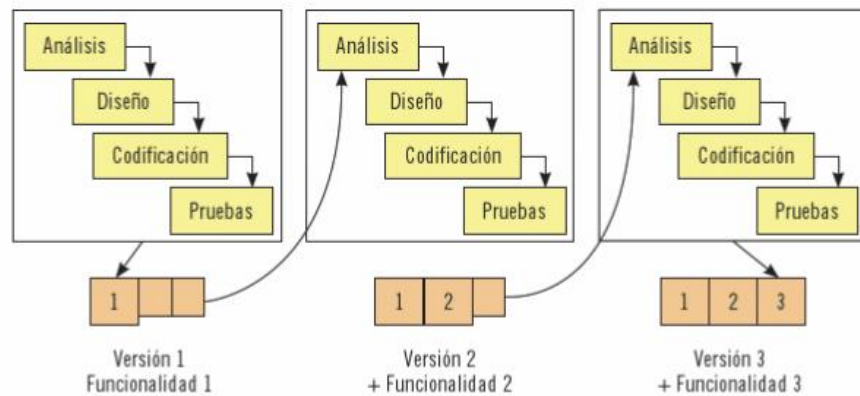 Análisis
Diseño
Codificación
Pruebas
Análisis
Diseño
Codificación
Pruebas
Análisis
Diseño
Codificación
Pruebas
1
1 2
1 2 3
Versión 1
Funcionalidad 1
Versión 2
+ Funcionalidad 2
Versión 3
+ Funcionalidad 3